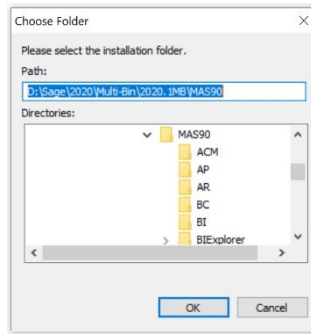 Choose Folder
Please select the installation folder.
Path:
D:\Sage\2020\Multi-Bin\2020.1MB\MAS90
Directories:
MAS90
ACM
AP
AR
BC
BI
BIExplorer
OK Cancel